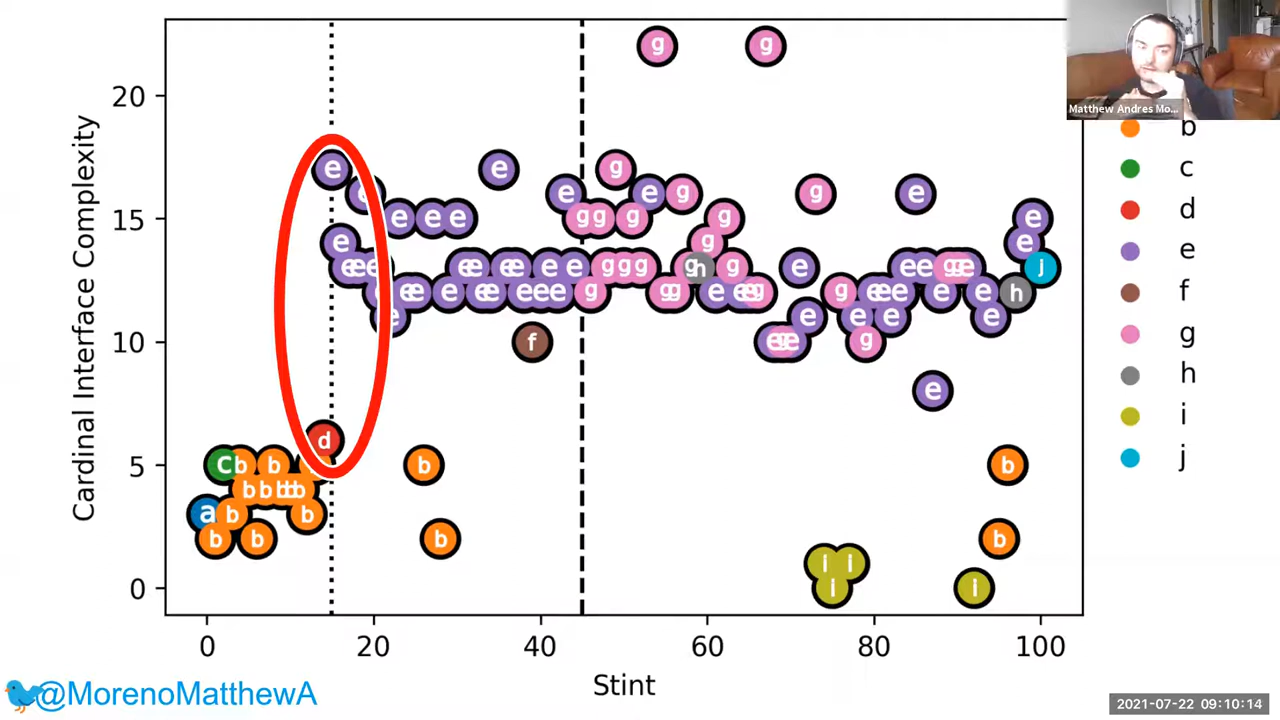 Cardinal Interface Complexity
20
15
10
5
0
0 20 40 60 80 100
Stint
g g
e e e g e e g g e e
e e e g g g g e
e e g e
e e e e e e e e e e e g g g g h g e e e g e e j
e e e e e e e e e e g g g e e e g g e e e e e h
e e e e e
f e g e g
e
d
c b b b b b
b b b b b
a b b
b b b b
i i
i i
Matthew Andres Mo...
b
c
d
e
f
g
h
i
j
@MorenoMatthewA
2021-07-22 09:10:14